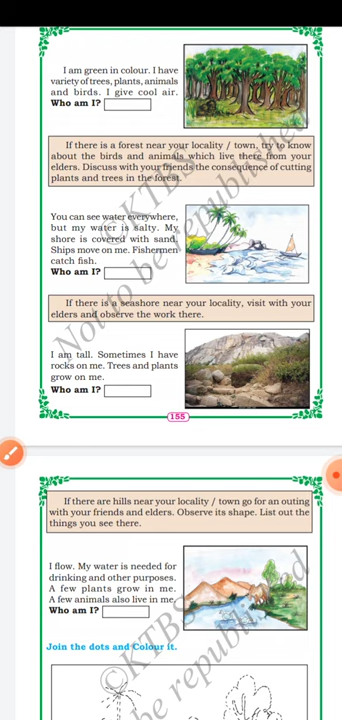 I am green in colour. I have
variety of trees, plants, animals
and birds. I give cool air.
Who am I?
If there is a forest near your locality / town, try to know
about the birds and animals which live there from your
elders. Discuss with your friends the consequence of cutting
plants and trees in the forest.
You can see water everywhere,
but my water is salty. My
shore is covered with sand.
Ships move on me. Fishermen
catch fish.
Who am I?
If there is a seashore near your locality, visit with your
elders and observe the work there.
I am tall. Sometimes I have
rocks on me. Trees and plants
grow on me.
Who am I?
155
©KTBS
Not to be republished
If there are hills near your locality / town go for an outing
with your friends and elders. Observe its shape. List out the
things you see there.
I flow. My water is needed for
drinking and other purposes.
A few plants grow in me.
A few animals also live in me.
Who am I?
Join the dots and Colour it.
©KTBS
be republished